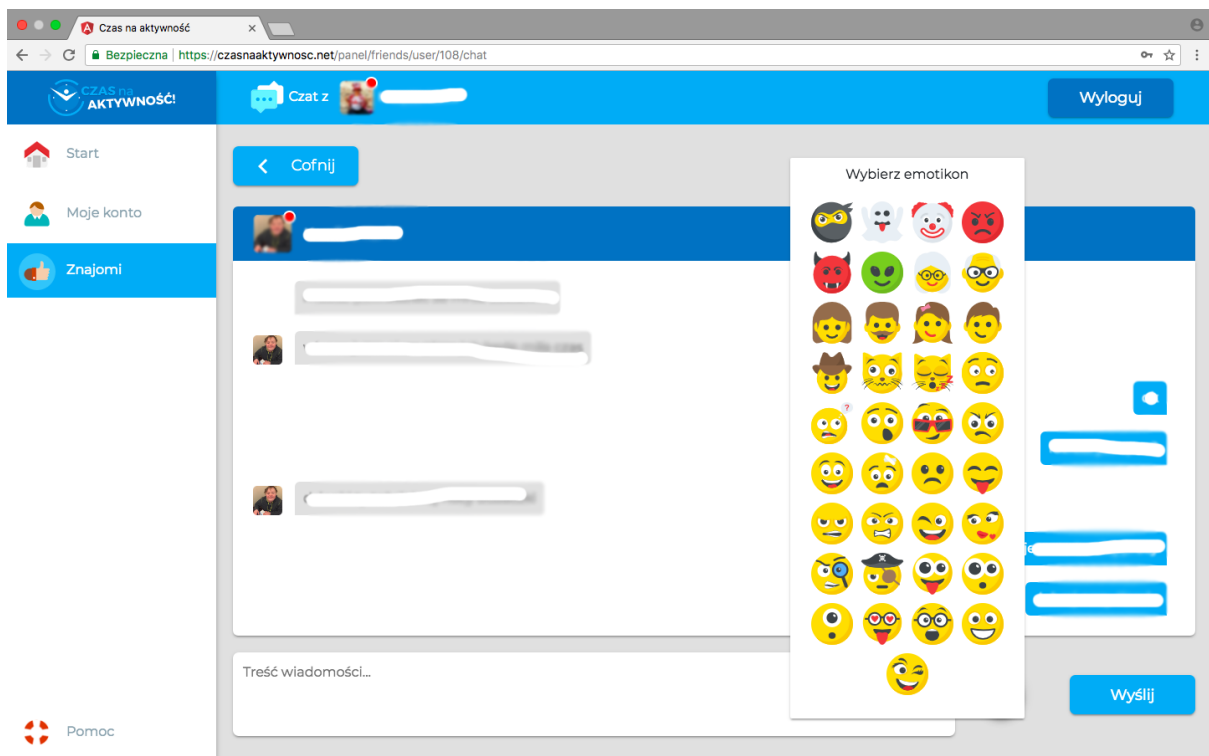 Czas na aktywność
Bezpieczna | https://czasnaaktywnosc.net/panel/friends/user/108/chat
CZAS na
AKTYWNOŚĆ!
Czat z
Wyloguj
Start
Cofnij
Wybierz emotikon
Moje konto
Znajomi
Treść wiadomości...
Wyślij
Pomoc